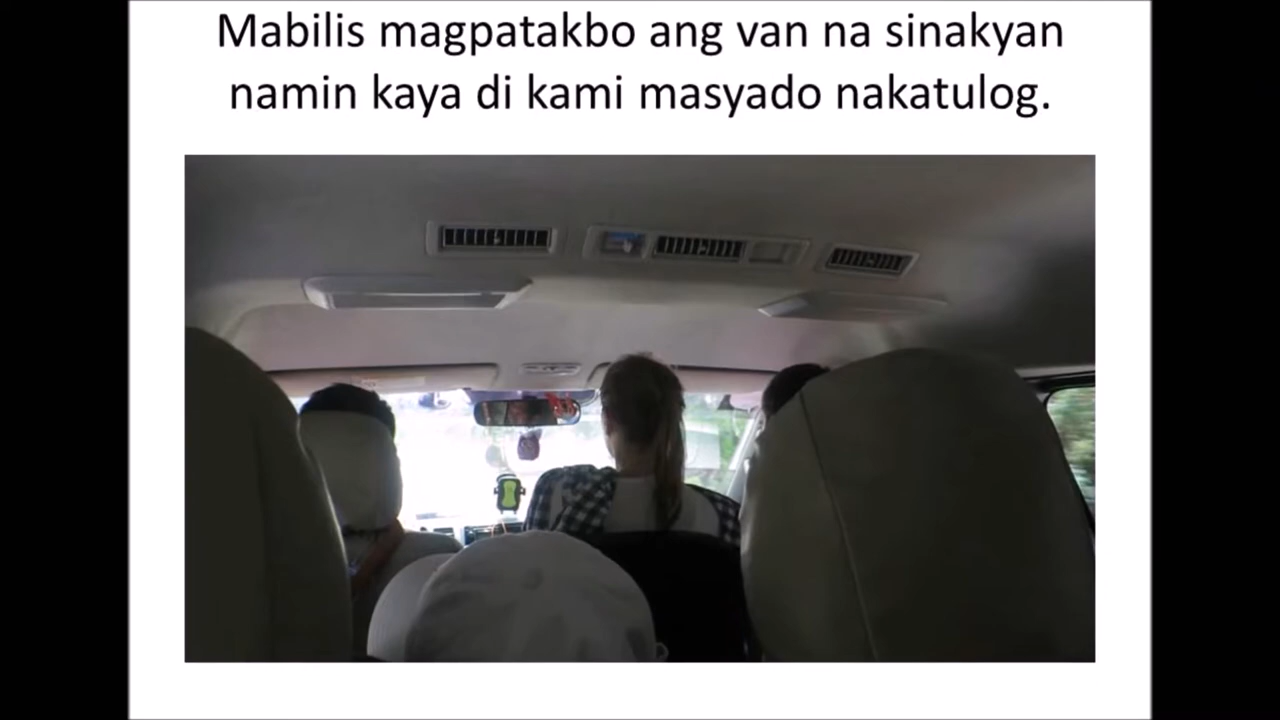 Mabilis magpatakbo ang van na sinakyan
namin kaya di kami masyado nakatulog.